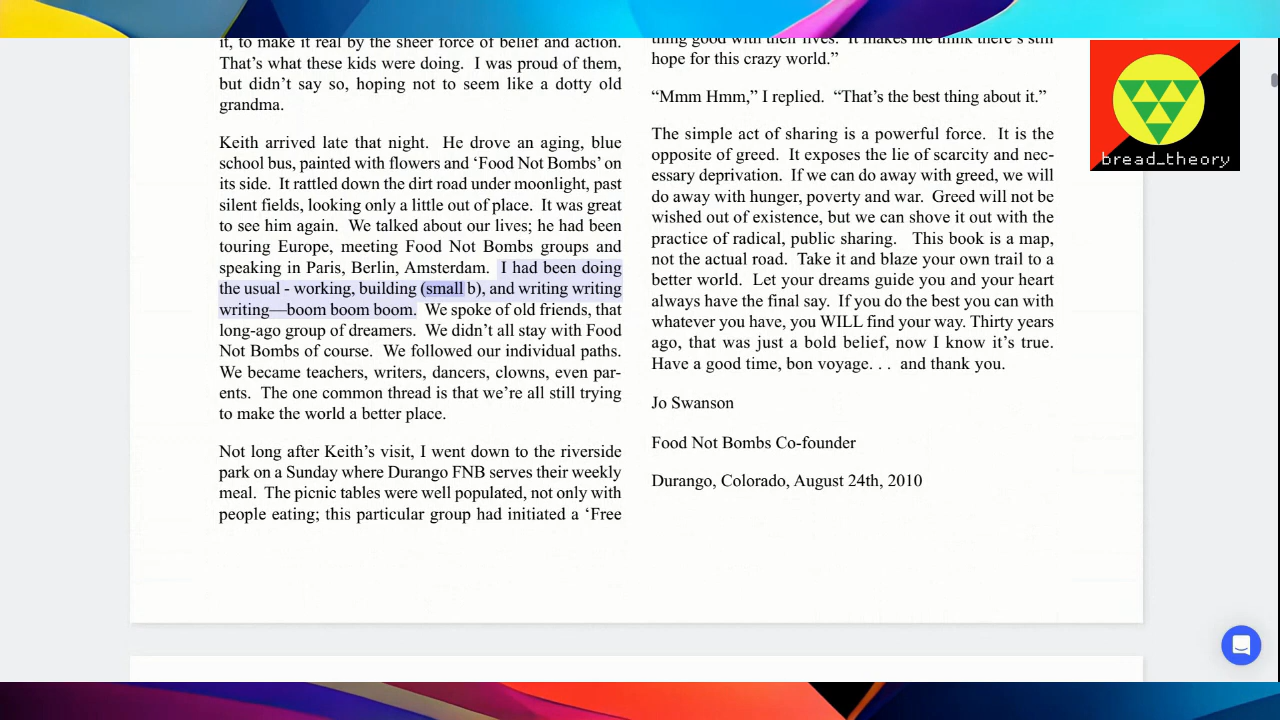 it, to make it real by the sheer force of belief and action.
That's what these kids were doing.  I was proud of them,
but didn't say so, hoping not to seem like a dotty old
grandma.
Keith arrived late that night.  He drove an aging, blue
school bus, painted with flowers and ‘Food Not Bombs’ on
its side.  It rattled down the dirt road under moonlight, past
silent fields, looking only a little out of place.  It was great
to see him again.  We talked about our lives; he had been
touring Europe, meeting Food Not Bombs groups and
speaking in Paris, Berlin, Amsterdam.  I had been doing
the usual - working, building (small b), and writing writing
writing—boom boom boom.  We spoke of old friends, that
long-ago group of dreamers.  We didn’t all stay with Food
Not Bombs of course.  We followed our individual paths.
We became teachers, writers, dancers, clowns, even par-
ents.  The one common thread is that we’re all still trying
to make the world a better place.
Not long after Keith’s visit, I went down to the riverside
park on a Sunday where Durango FNB serves their weekly
meal.  The picnic tables were well populated, not only with
people eating; this particular group had initiated a ‘Free
thing good with their lives.  It makes me think there’s still
hope for this crazy world.”
“Mmm Hmm,” I replied.  “That’s the best thing about it.”
The simple act of sharing is a powerful force.  It is the
opposite of greed.  It exposes the lie of scarcity and nec-
essary deprivation.  If we can do away with greed, we will
do away with hunger, poverty and war.  Greed will not be
wished out of existence, but we can shove it out with the
practice of radical, public sharing.   This book is a map,
not the actual road.  Take it and blaze your own trail to a
better world.  Let your dreams guide you and your heart
always have the final say.  If you do the best you can with
whatever you have, you WILL find your way. Thirty years
ago, that was just a bold belief, now I know it’s true.
Have a good time, bon voyage. . .  and thank you.
Jo Swanson
Food Not Bombs Co-founder
Durango, Colorado, August 24th, 2010
bread_theory